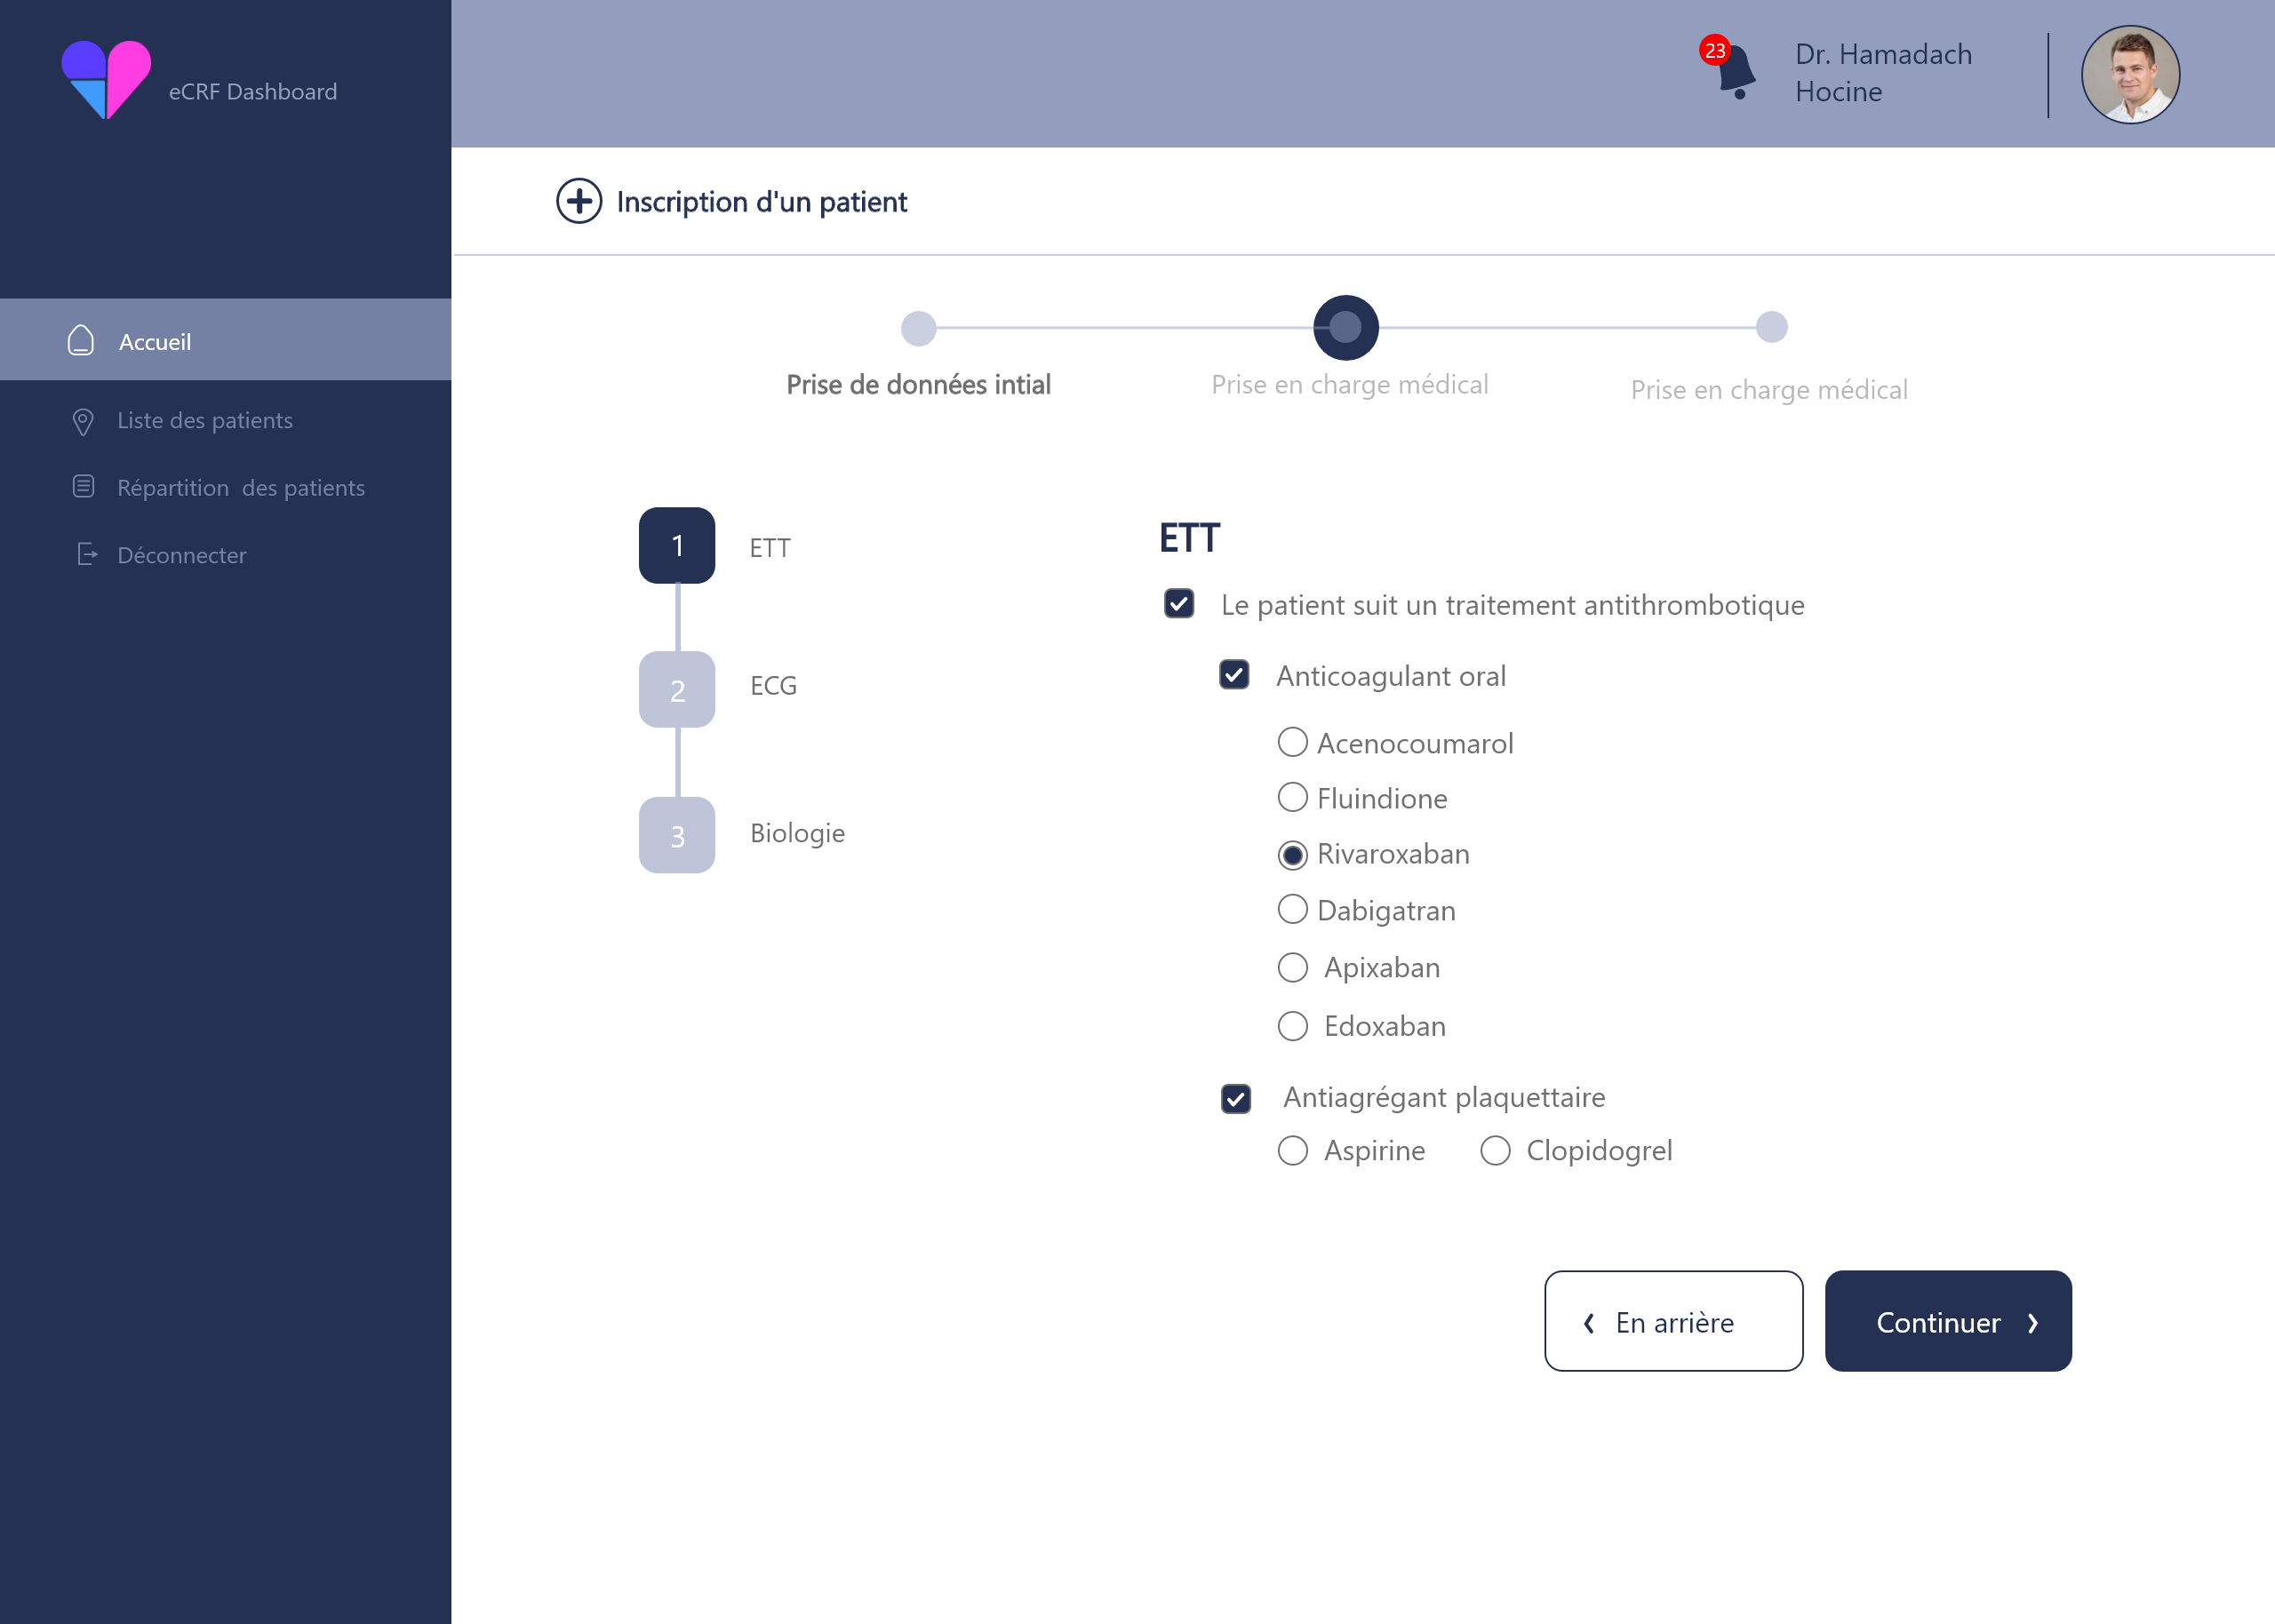 eCRF Dashboard
23
Dr. Hamadach
Hocine
Inscription d'un patient
Accueil
Liste des patients
Répartition  des patients
Déconnecter
Prise de données intial
Prise en charge médical
Prise en charge médical
1
ETT
2
ECG
3
Biologie
ETT
Le patient suit un traitement antithrombotique
Anticoagulant oral
Acenocoumarol
Fluindione
Rivaroxaban
Dabigatran
Apixaban
Edoxaban
Antiagrégant plaquettaire
Aspirine Clopidogrel
En arrière
Continuer